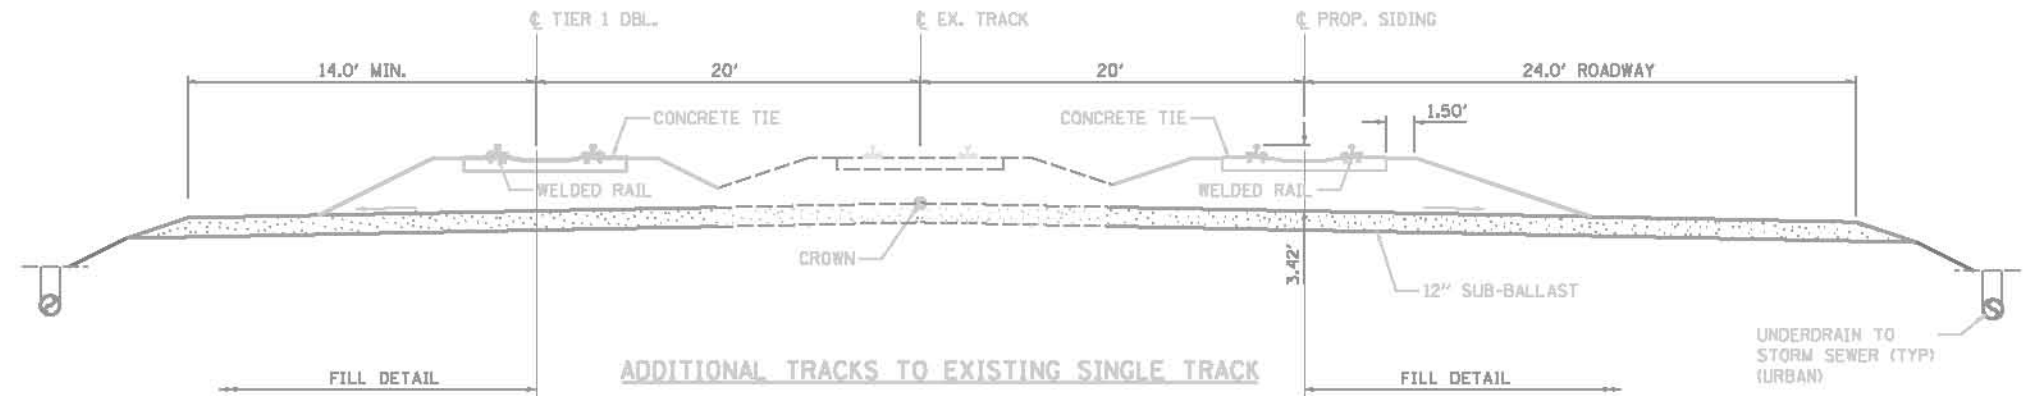 ℄ TIER 1 DBL.
℄ EX. TRACK
℄ PROP. SIDING
14.0' MIN.
20'
20'
24.0' ROADWAY
CONCRETE TIE
CONCRETE TIE
1.50'
WELDED RAIL
WELDED RAIL
CROWN
3.42'
12" SUB-BALLAST
UNDERDRAIN TO
STORM SEWER (TYP)
(URBAN)
ADDITIONAL TRACKS TO EXISTING SINGLE TRACK
FILL DETAIL
FILL DETAIL